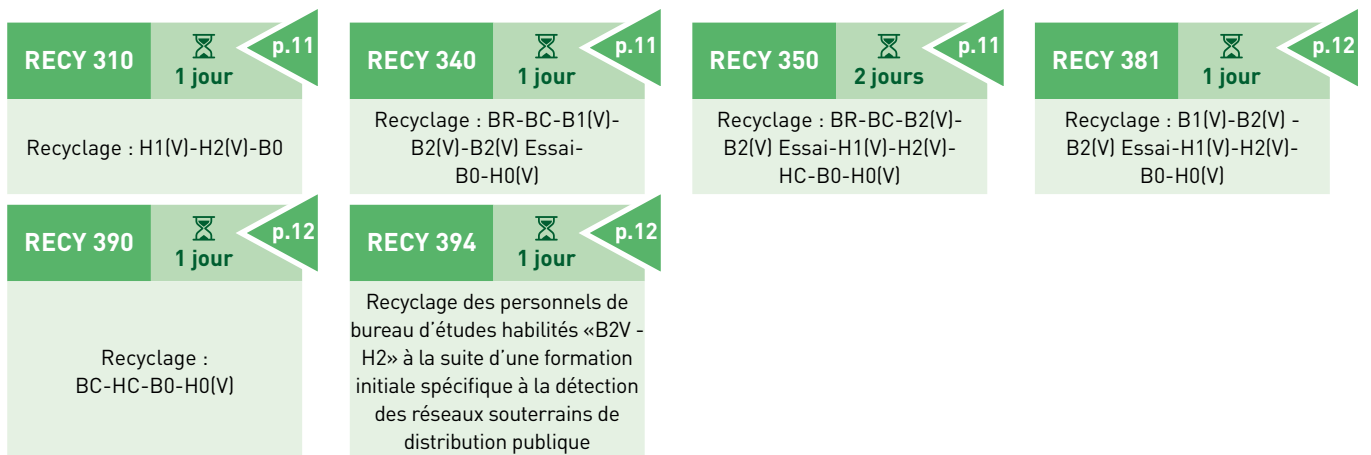 RECY 310
1 jour
p.11
Recyclage : H1(V)-H2(V)-B0
RECY 340
1 jour
p.11
Recyclage : BR-BC-B1(V)-
B2(V)-B2(V) Essai-
B0-H0(V)
RECY 350
2 jours
p.11
Recyclage : BR-BC-B2(V)-
B2(V) Essai-H1(V)-H2(V)-
HC-B0-H0(V)
RECY 381
1 jour
p.12
Recyclage : B1(V)-B2(V) -
B2(V) Essai-H1(V)-H2(V)-
B0-H0(V)
RECY 390
1 jour
p.12
Recyclage :
BC-HC-B0-H0(V)
RECY 394
1 jour
p.12
Recyclage des personnels de
bureau d’études habilités «B2V -
H2» à la suite d’une formation
initiale spécifique à la détection
des réseaux souterrains de
distribution publique